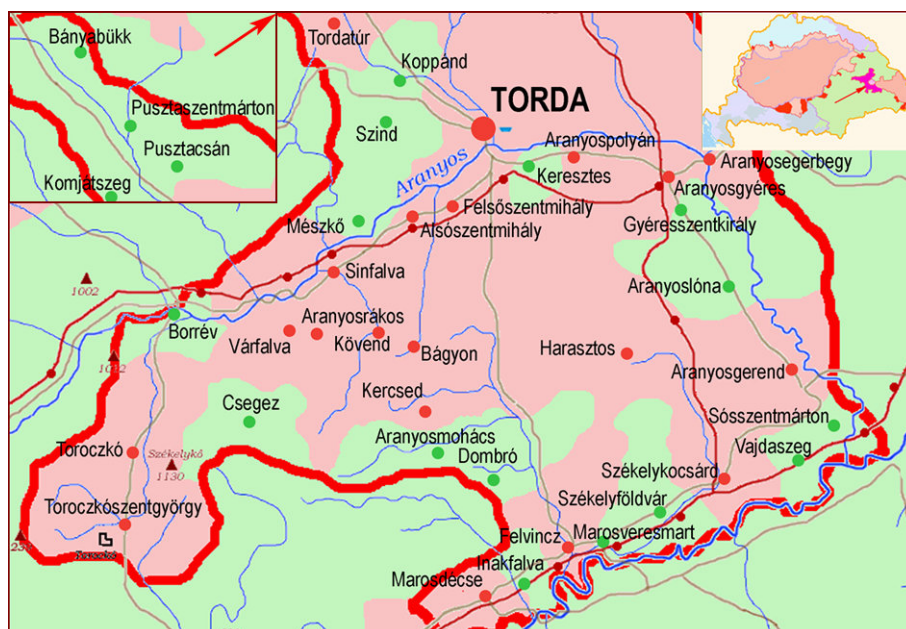 Bányabükk
Pusztaszentmárton
Pusztacsán
Komjátszeg
Tordatúr
Koppánd
Szind
TORDA
Aranyos
Aranyospolyán
Keresztes
Aranyosegerbegy
Aranyosgyéres
Mészkő
Felsőszentmihály
Alsószentmihály
Gyéresszentkirály
Sinfalva
1002
Aranyoslóna
Borrév
Aranyosrákos
Várfalva
Kövend
Bágyon
Harasztos
Aranyosgerend
Kercsed
Csegez
Sósszentmárton
Aranyosmohács
Vajdaszeg
Toroczkó
Székelykő
1130
Dombró
Székelykocsárd
Székelyföldvár
Toroczkószentgyörgy
Felvincz
Marosveresmart
Inakfalva
Marosdécse